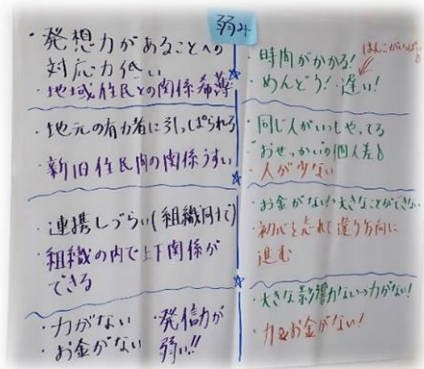 弱み
・発想力があることへの
対応力低い
・地域住民との関係希薄
・地元の有力者に引っぱられる
・新旧住民間の関係うすい
・連携しづらい(組織同士で)
・組織の内で上下関係が
できる
・力がない ・発信力が
・お金がない 弱い!!
はんこがいっぱい
・時間がかかる!
・めんどう!・遅い!
・同じ人がいっしゃってる
・おせっかいの個人差
・人が少ない
・お金がない 大きなことができない
・初心を忘れて違う方向に
進む
・大きな影響力ない 力がない!
・力&お金がない!